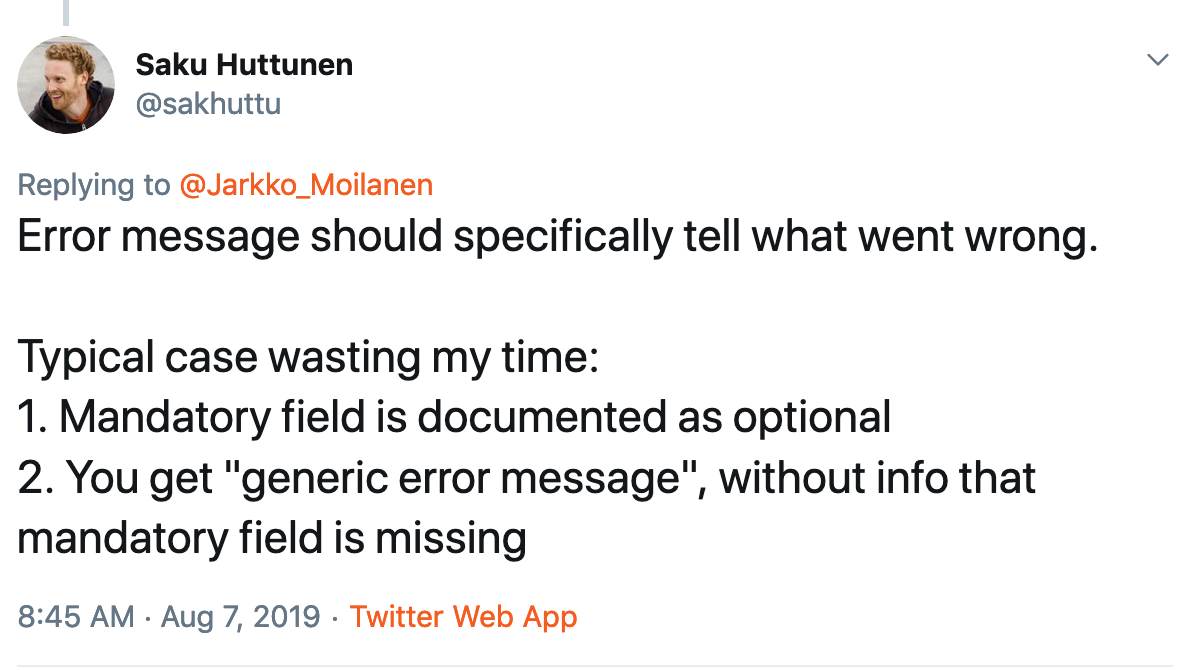 Saku Huttunen
@sakhuttu
Replying to @Jarkko_Moilanen
Error message should specifically tell what went wrong.
Typical case wasting my time:
1. Mandatory field is documented as optional
2. You get "generic error message", without info that
mandatory field is missing
8:45 AM · Aug 7, 2019 · Twitter Web App